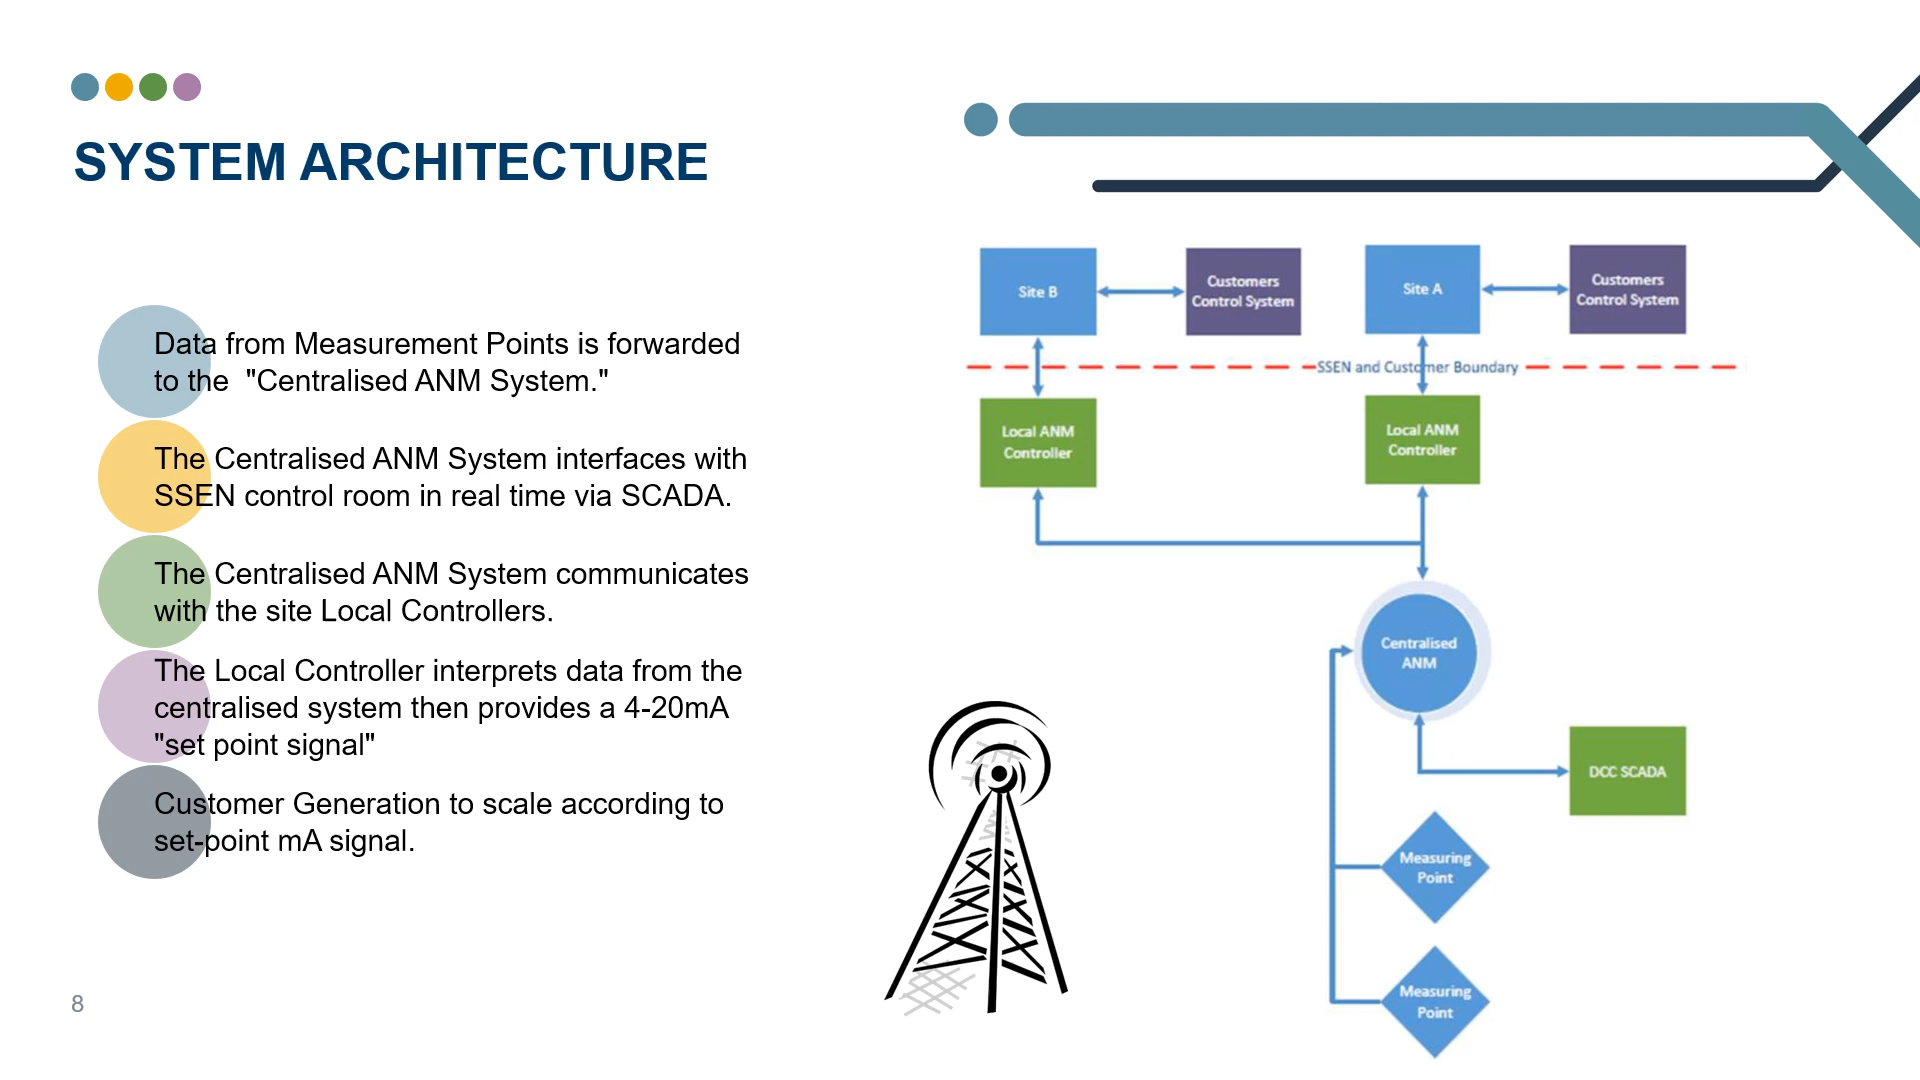 SYSTEM ARCHITECTURE
Data from Measurement Points is forwarded
to the  "Centralised ANM System."
The Centralised ANM System interfaces with
SSEN control room in real time via SCADA.
The Centralised ANM System communicates
with the site Local Controllers.
The Local Controller interprets data from the
centralised system then provides a 4-20mA
"set point signal"
Customer Generation to scale according to
set-point mA signal.
8
Site B
Customers
Control System
Site A
Customers
Control System
SSEN and Customer Boundary
Local ANM
Controller
Local ANM
Controller
Centralised
ANM
DCC SCADA
Measuring
Point
Measuring
Point